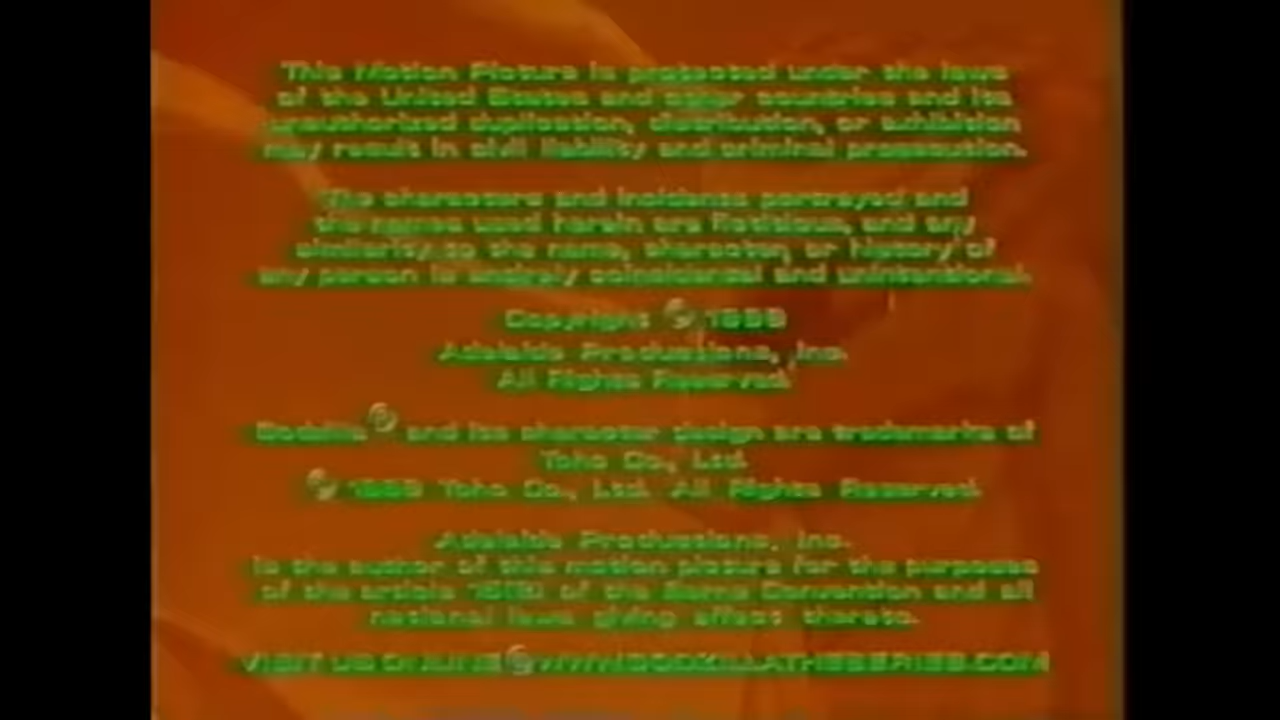 This Motion Picture is protected under the laws
of the United States and other countries and its
unauthorized duplication, distribution, or exhibition
may result in civil liability and criminal prosecution.
The characters and incidents portrayed and
the names used herein are fictitious, and any
similarity to the name, character, or history of
any person is entirely coincidental and unintentional.
Copyright © 1999
Adelaide Productions, Inc.
All Rights Reserved.
Godzilla® and its character design are trademarks of
Toho Co., Ltd.
© 1999 Toho Co., Ltd. All Rights Reserved.
Adelaide Productions, Inc.
is the author of this motion picture for the purposes
of the article of the Berne Convention and all
national laws giving effect thereto.
VISIT US ONLINE @ WWW.GODZILLATHESERIES.COM